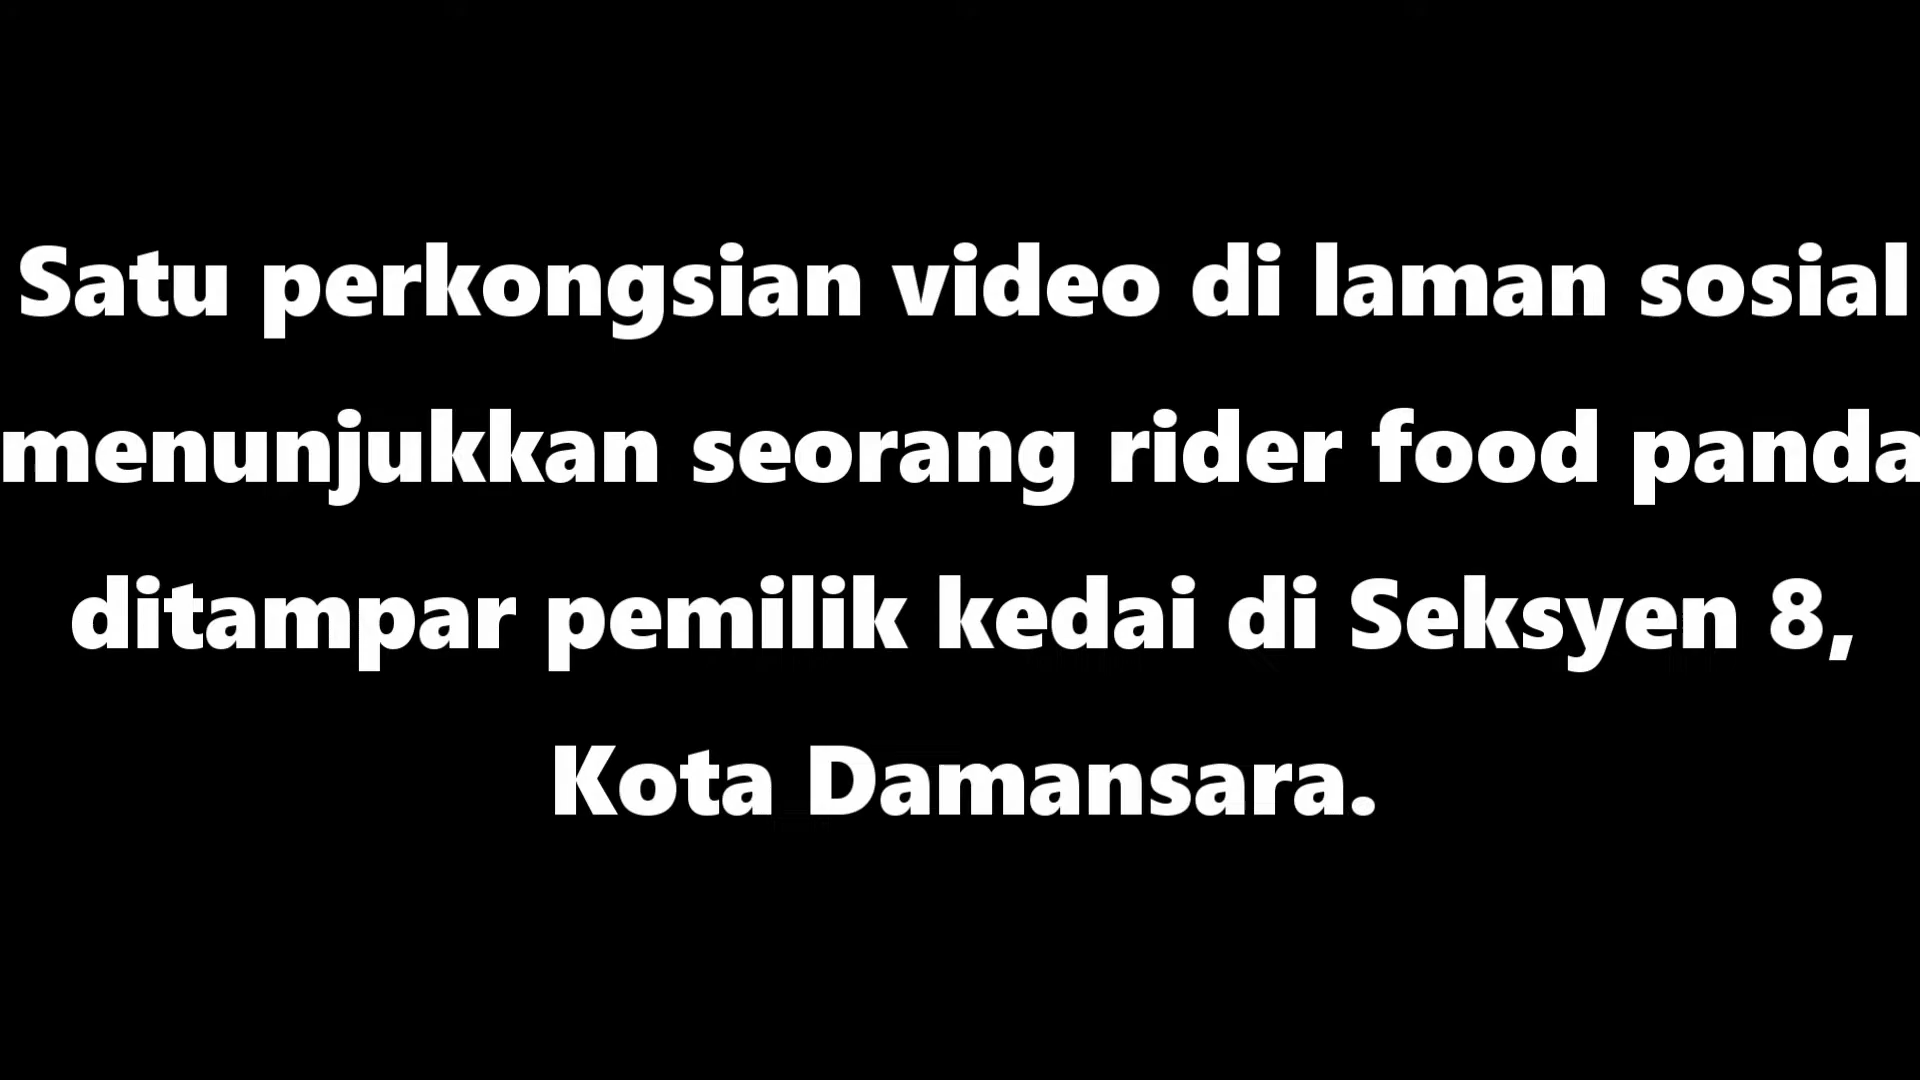 Satu perkongsian video di laman sosial
menunjukkan seorang rider food panda
ditampar pemilik kedai di Seksyen 8,
Kota Damansara.